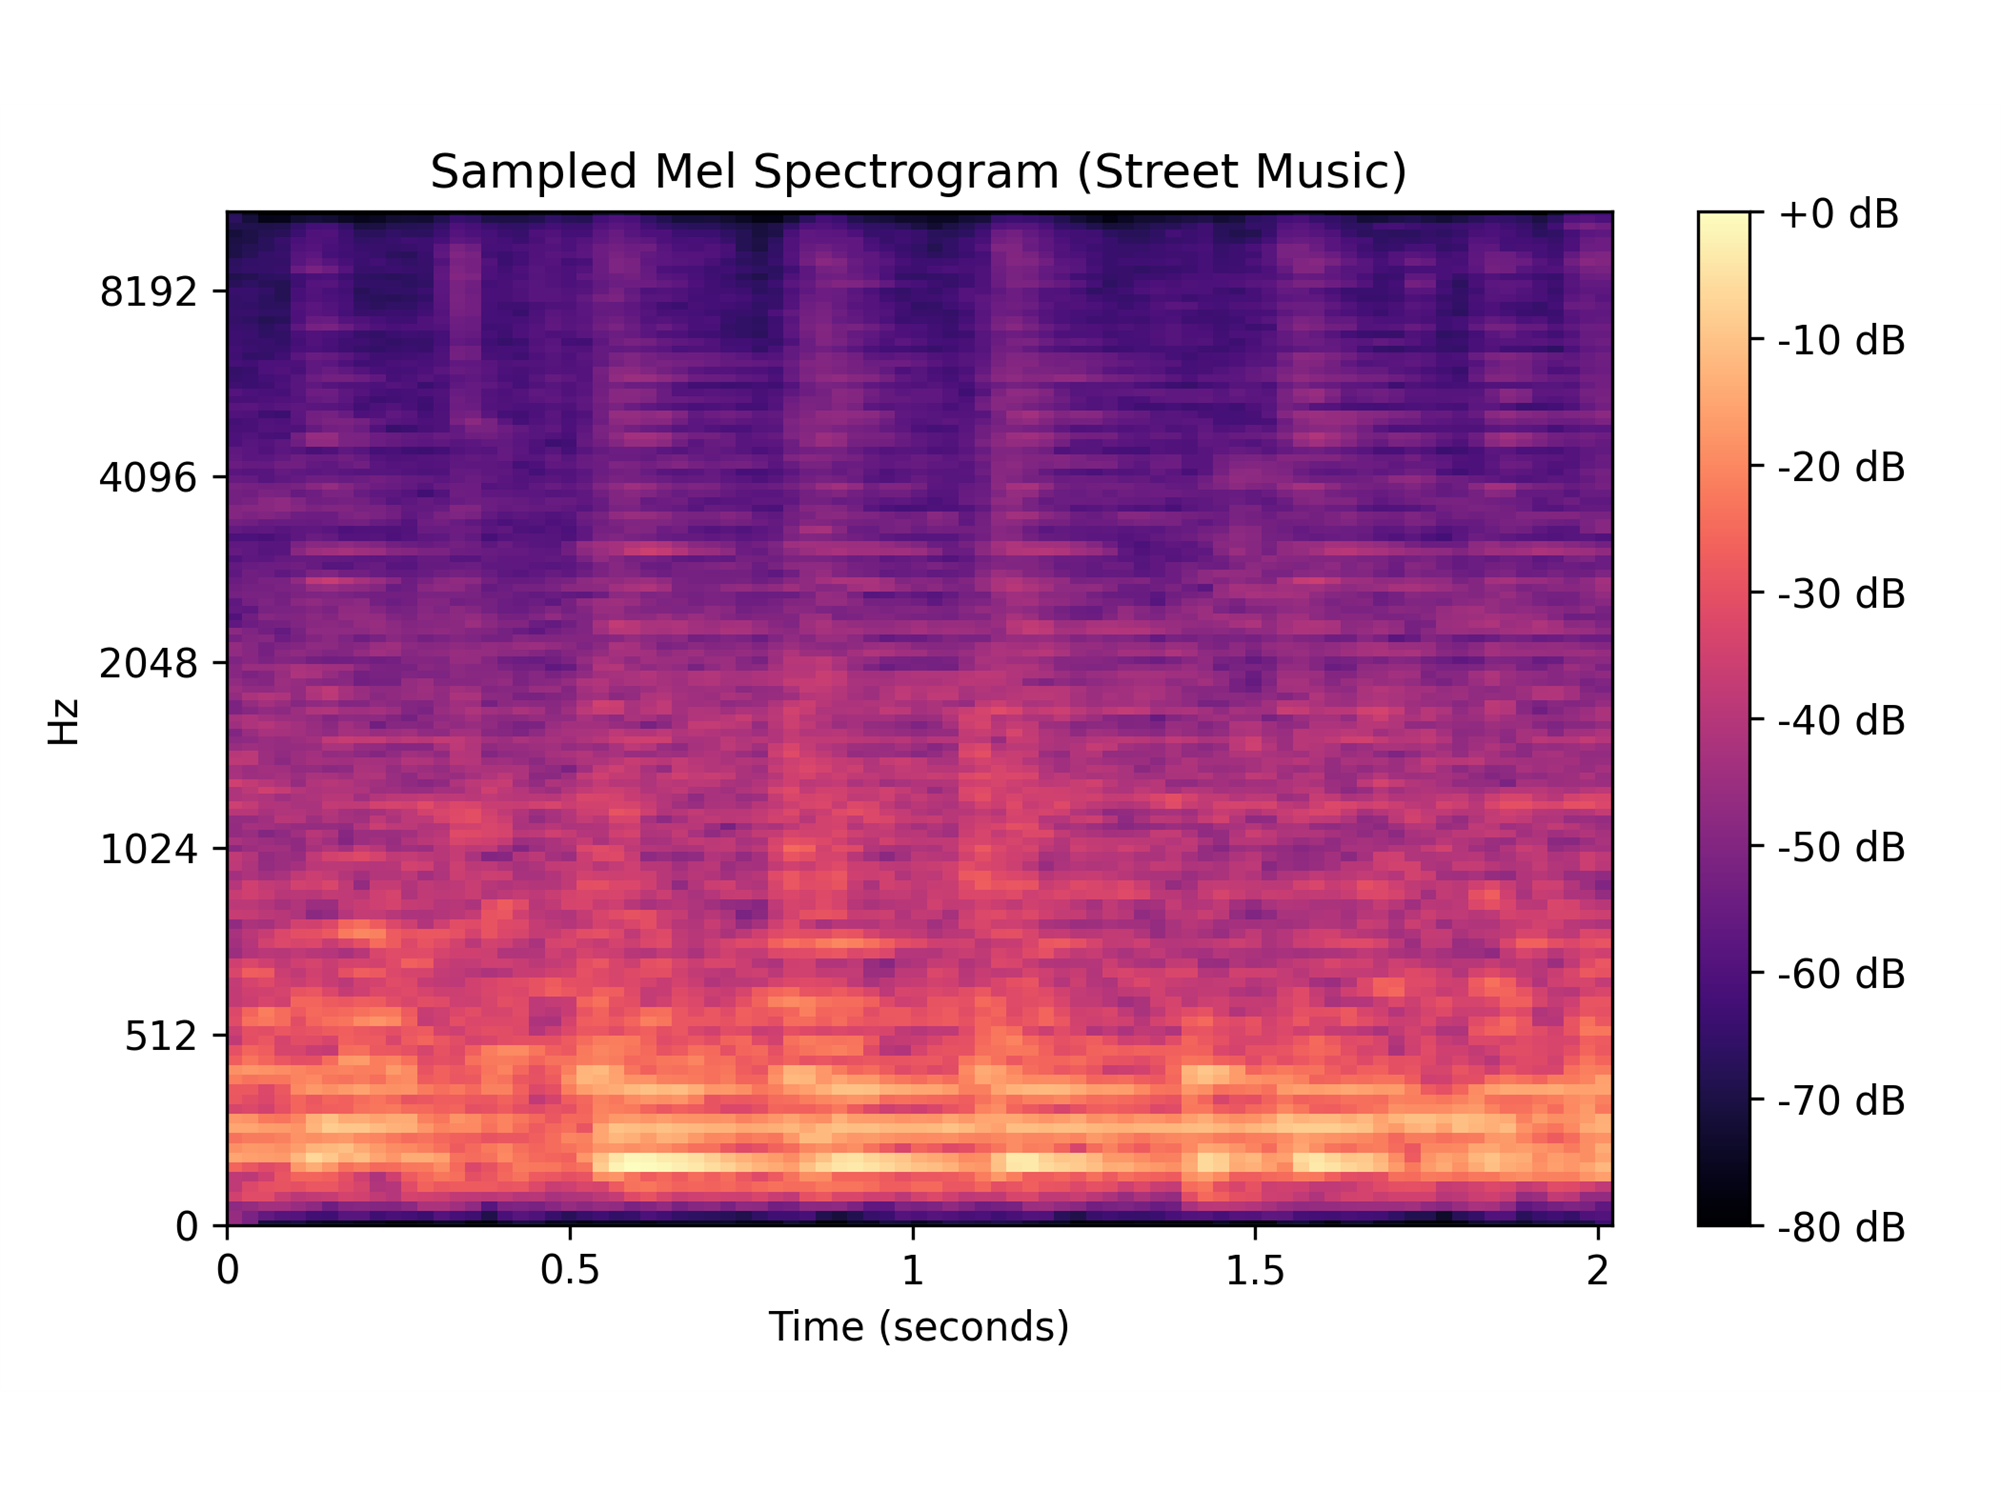 Sampled Mel Spectrogram (Street Music)
+0 dB
-10 dB
-20 dB
-30 dB
-40 dB
-50 dB
-60 dB
-70 dB
-80 dB
8192
4096
2048
1024
512
0
Hz
0 0.5 1 1.5 2
Time (seconds)